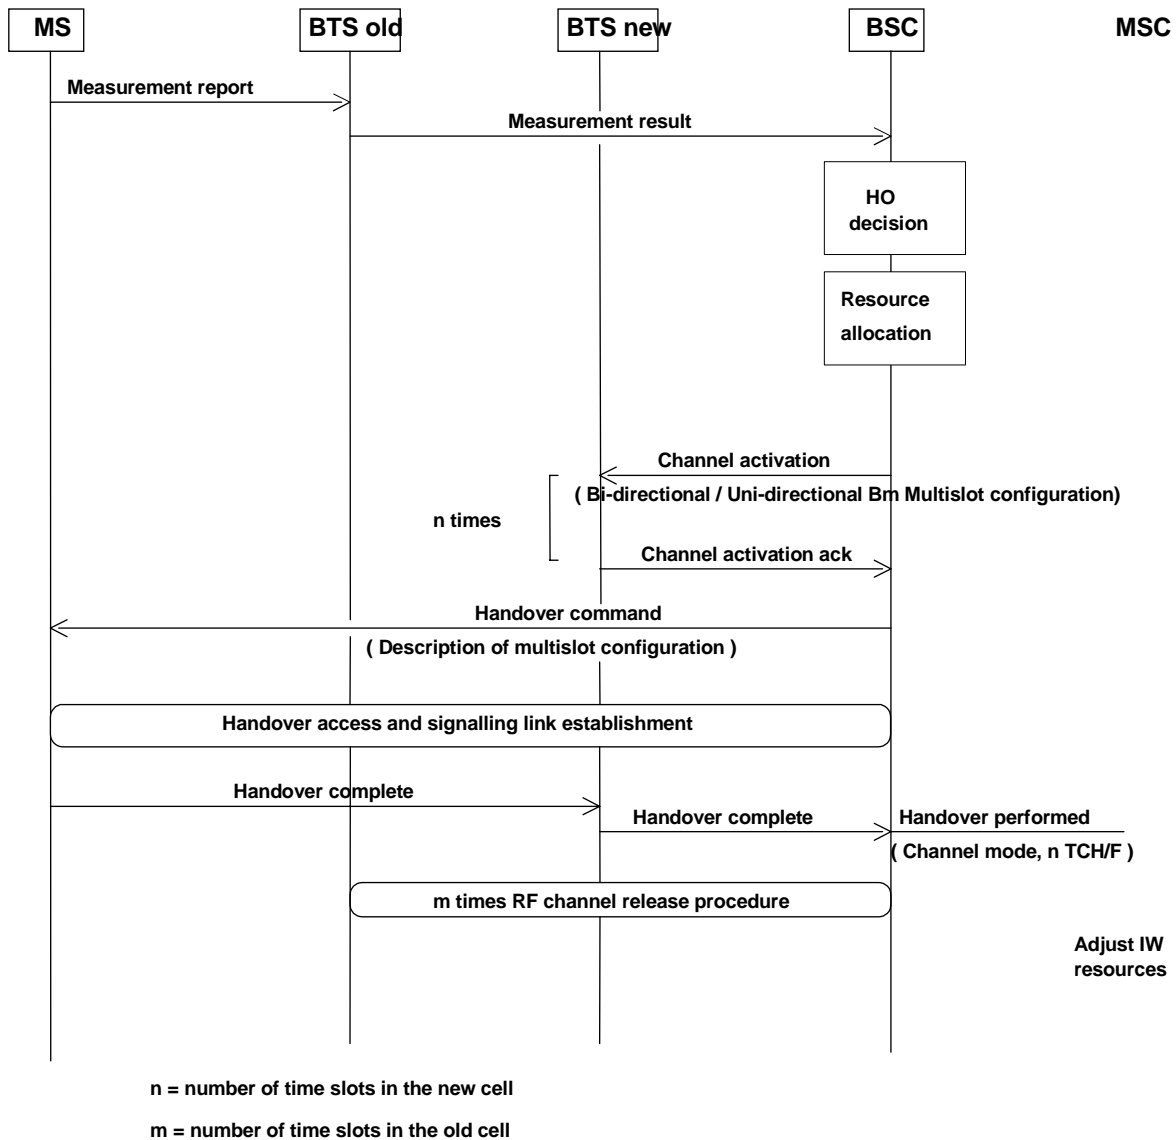 MS
BTS old
BTS new
BSC
MSC
Measurement report
Measurement result
HO
decision
Resource
allocation
Channel activation
( Bi-directional / Uni-directional Bm Multislot configuration)
n times
Channel activation ack
Handover command
( Description of multislot configuration )
Handover access and signalling link establishment
Handover complete
Handover complete
Handover performed
( Channel mode, n TCH/F )
m times RF channel release procedure
Adjust IW
resources
n = number of time slots in the new cell
m = number of time slots in the old cell